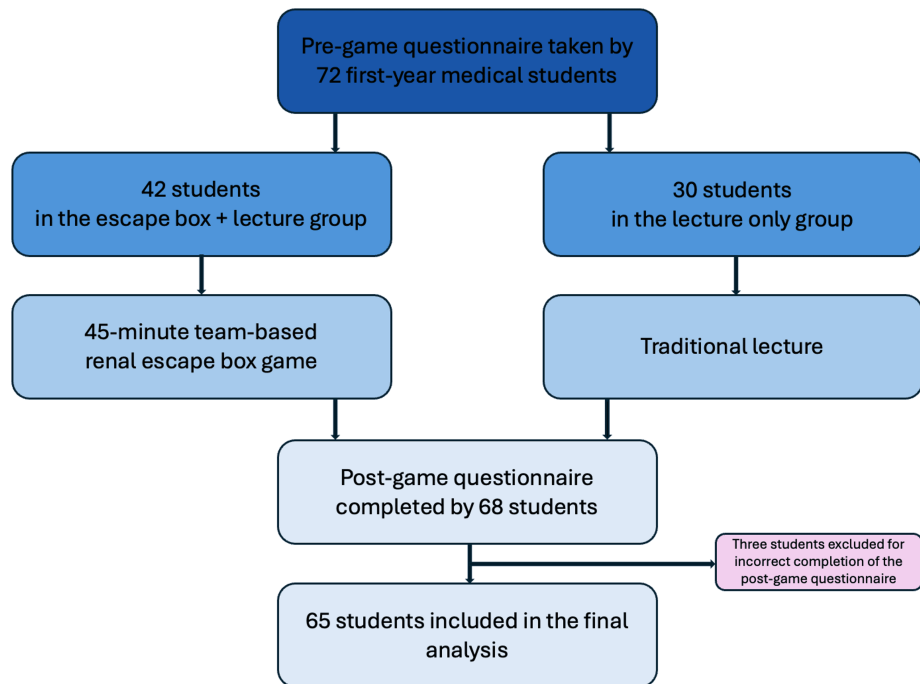 Pre-game questionnaire taken by
72 first-year medical students
42 students
in the escape box + lecture group
30 students
in the lecture only group
45-minute team-based
renal escape box game
Traditional lecture
Post-game questionnaire
completed by 68 students
Three students excluded for
incorrect completion of the
post-game questionnaire
65 students included in the final
analysis